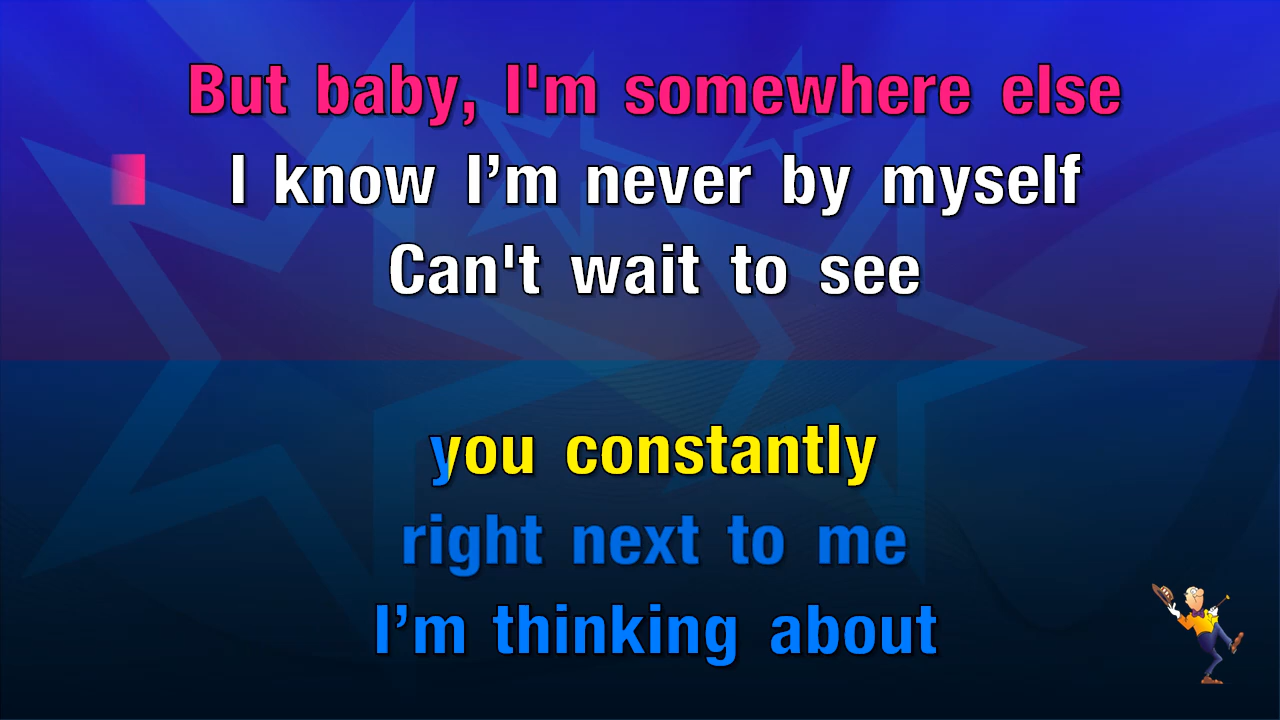 But baby, I'm somewhere else
I know I’m never by myself
Can't wait to see
you constantly
right next to me
I’m thinking about